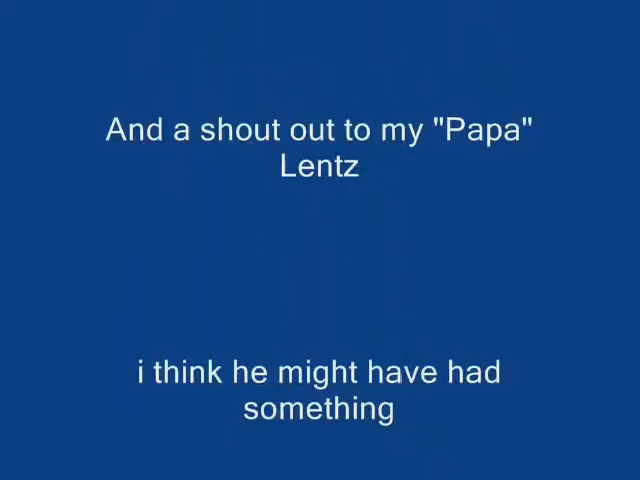 And a shout out to my "Papa"
Lentz
i think he might have had
something